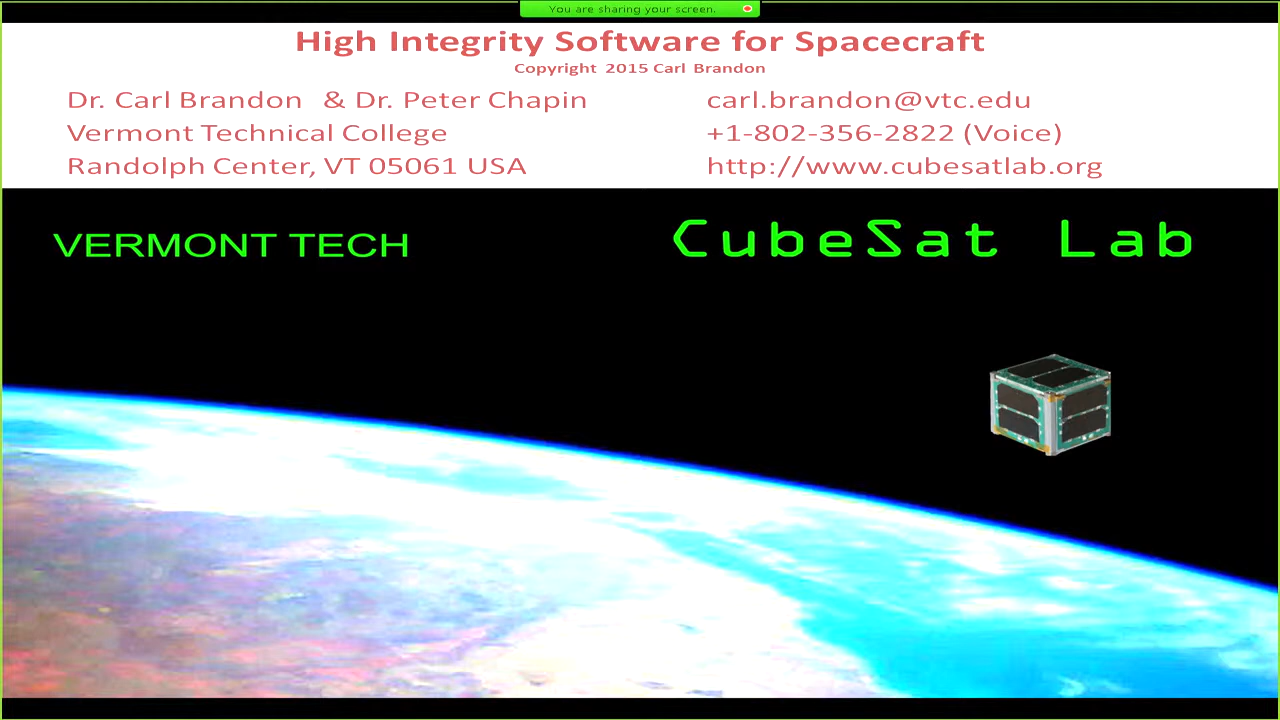 You are sharing your screen.
High Integrity Software for Spacecraft
Copyright 2015 Carl Brandon
Dr. Carl Brandon & Dr. Peter Chapin
carl.brandon@vtc.edu
Vermont Technical College
+1-802-356-2822 (Voice)
Randolph Center, VT 05061 USA
http://www.cubesatlab.org
VERMONT TECH
CubeSat Lab